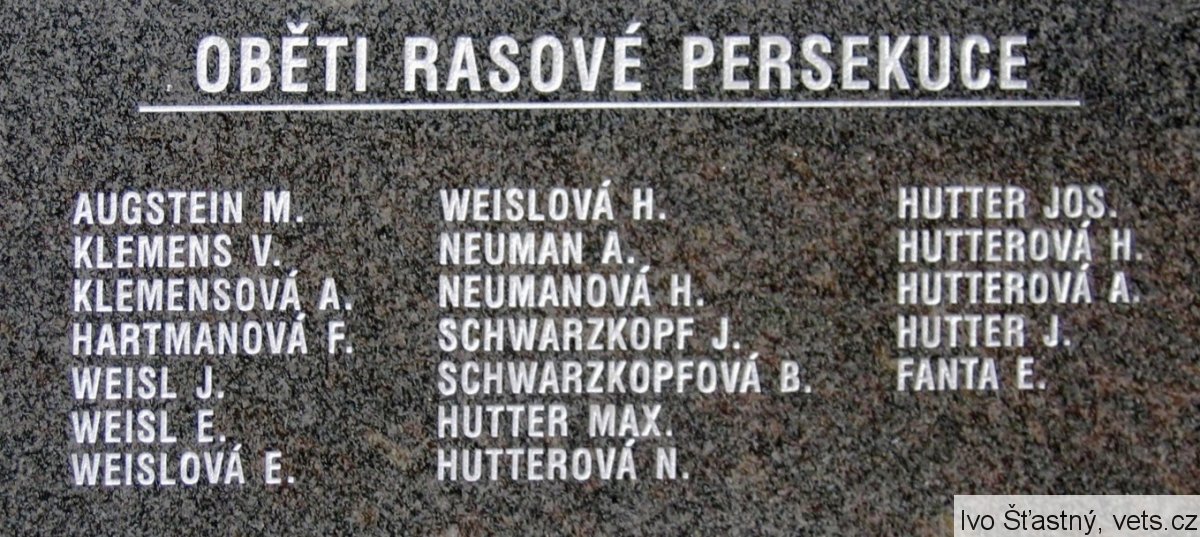 OBĚTI RASOVÉ PERSEKUCE
AUGSTEIN M.
KLEMENS V.
KLEMENSOVÁ A.
HARTMANOVÁ F.
WEISL J.
WEISL E.
WEISLOVÁ E.
WEISLOVÁ H.
NEUMAN A.
NEUMANOVÁ H.
SCHWARZKOPF J.
SCHWARZKOPFOVÁ B.
HUTTER MAX.
HUTTEROVÁ N.
HUTTER JOS.
HUTTEROVÁ H.
HUTTEROVÁ A.
HUTTER J.
FANTA E.
Ivo Šťastný, vets.cz